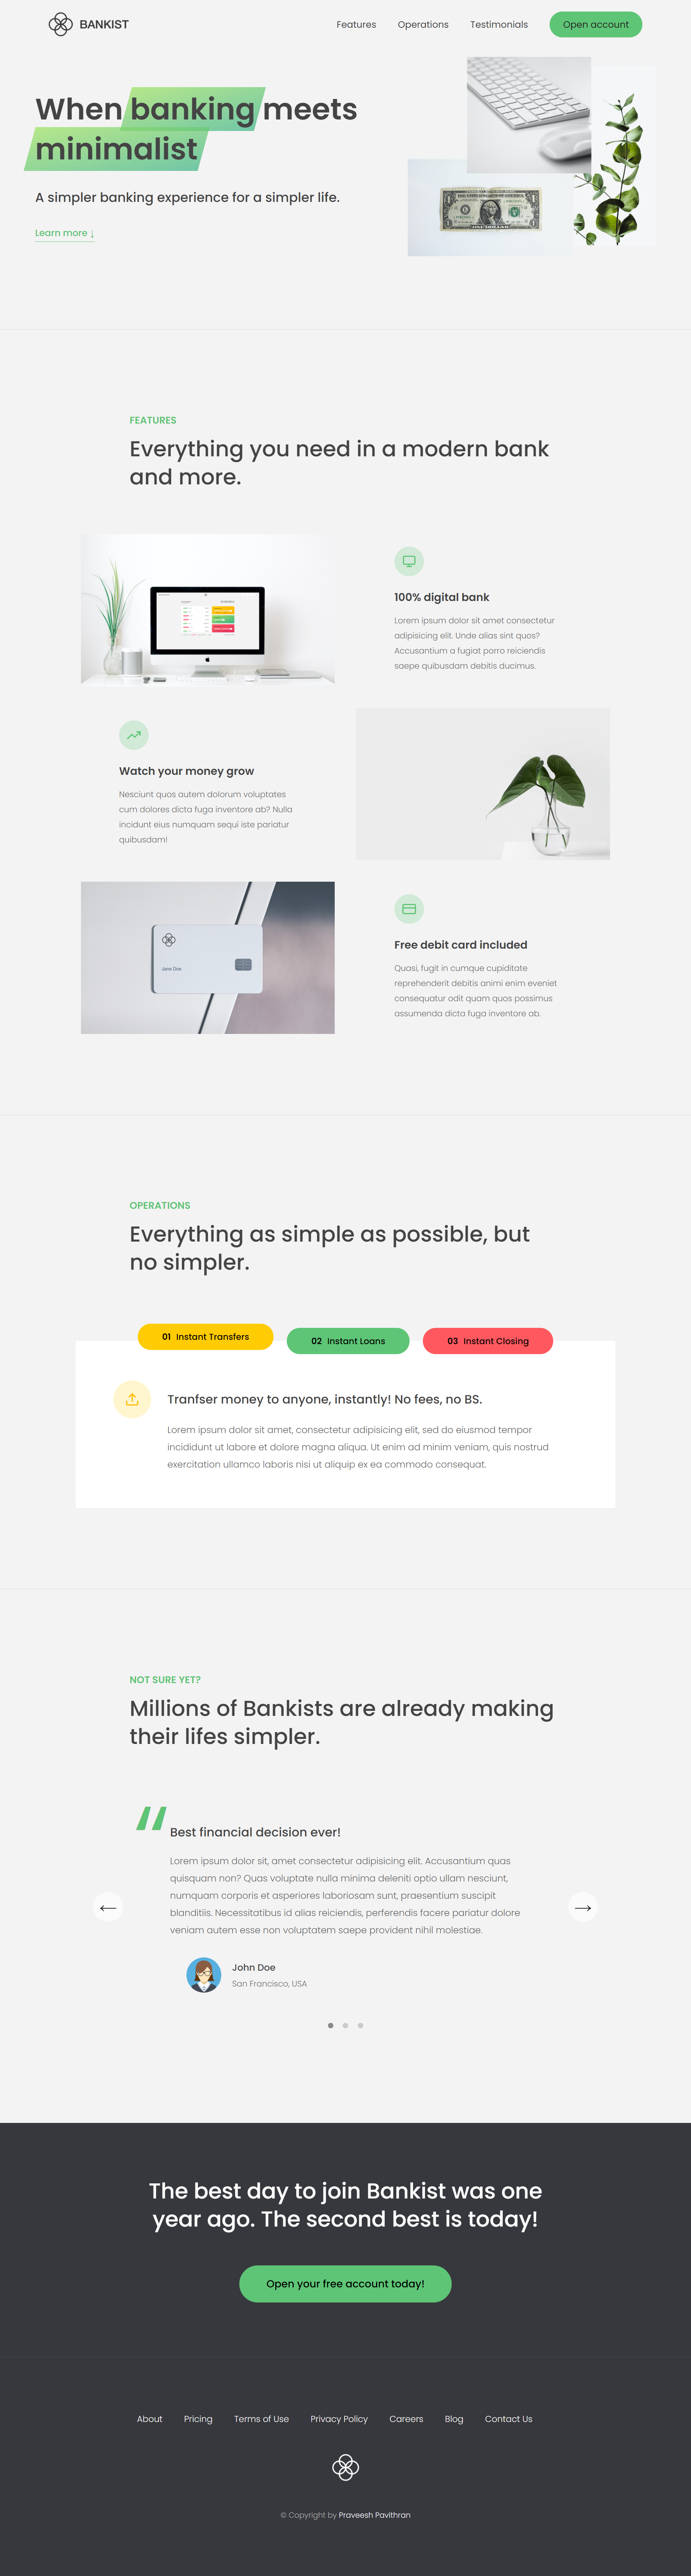 BANKIST
Features
Operations
Testimonials
Open account
When banking meets
minimalist
A simpler banking experience for a simpler life.
Learn more ↓
ONE DOLLAR
FEATURES
Everything you need in a modern bank
and more.
100% digital bank
Lorem ipsum dolor sit amet consectetur
adipisicing elit. Unde alias sint quos?
Accusantium a fugiat porro reiciendis
saepe quibusdam debitis ducimus.
Watch your money grow
Nesciunt quos autem dolorum voluptates
cum dolores dicta fuga inventore ab? Nulla
incidunt eius numquam sequi iste pariatur
quibusdam!
Jane Doe
Free debit card included
Quasi, fugit in cumque cupiditate
reprehenderit debitis animi enim eveniet
consequatur odit quam quos possimus
assumenda dicta fuga inventore ab.
OPERATIONS
Everything as simple as possible, but
no simpler.
01 Instant Transfers
02 Instant Loans
03 Instant Closing
Tranfser money to anyone, instantly! No fees, no BS.
Lorem ipsum dolor sit amet, consectetur adipisicing elit, sed do eiusmod tempor
incididunt ut labore et dolore magna aliqua. Ut enim ad minim veniam, quis nostrud
exercitation ullamco laboris nisi ut aliquip ex ea commodo consequat.
NOT SURE YET?
Millions of Bankists are already making
their lifes simpler.
Best financial decision ever!
Lorem ipsum dolor sit, amet consectetur adipisicing elit. Accusantium quas
quisquam non? Quas voluptate nulla minima deleniti optio ullam nesciunt,
numquam corporis et asperiores laboriosam sunt, praesentium suscipit
blanditiis. Necessitatibus id alias reiciendis, perferendis facere pariatur dolore
veniam autem esse non voluptatem saepe provident nihil molestiae.
John Doe
San Francisco, USA
The best day to join Bankist was one
year ago. The second best is today!
Open your free account today!
About
Pricing
Terms of Use
Privacy Policy
Careers
Blog
Contact Us
© Copyright by Praveesh Pavithran